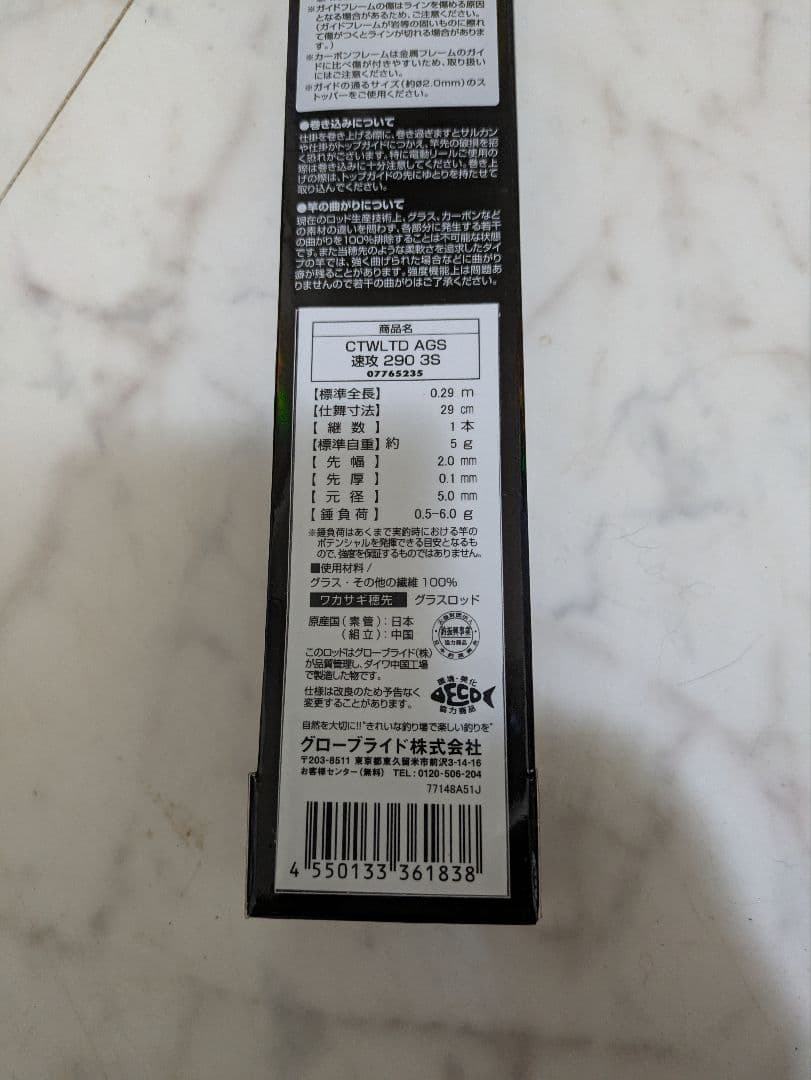 ※ガイドフレームの傷はラインを傷める原因
となる場合があるため、ご注意ください。
(ガイドフレームが岩等の固いものに擦れ
て傷がつくとラインが切れる場合がありま
す。)
※カーボンフレームは金属フレームのガイ
ドに比べ傷が付きやすいため、取り扱い
にはご注意ください。
※ガイドの通るサイズ(約ø2.0mm)のス
トッパーをご使用ください。
●巻き込みについて
仕掛を巻き上げる際に、巻き過ぎますとサルカン
や仕掛がトップガイドにつかえ、竿先の破損を招
く恐れがございます。特に電動リールご使用の
際は巻き込みに十分注意してください。巻き上
げの際は、トップガイドの先にゆとりを持たせて
取り込んでください。
●竿の曲がりについて
現在のロッド生産技術上、グラス、カーボンなど
の素材の違いを問わず、各部分に発生する若干
の曲がりを100%排除することは不可能な状態
です。また当穂先のような柔軟さを追求したタイ
プの竿では、強く曲げられた場合などに曲がり
跡が残ることがあります。強度機能上は問題あ
りませんので若干の曲がりはご了承ください。
商品名
CTWLTD AGS
速攻 290 3S
07765235
【標準全長】 0.29 m
【仕舞寸法】 29 cm
【継数】 1 本
【標準自重】約 5 g
【先幅】 2.0 mm
【先厚】 0.1 mm
【元径】 5.0 mm
【錘負荷】 0.5-6.0 g
※錘負荷はあくまで実釣時における竿の
ポテンシャルを発揮できる目安となるも
ので、強度を保証するものではありません。
■使用材料/
グラス・その他の繊維 100%
ワカサギ穂先 グラスロッド
原産国(素管):日本
(組立):中国
このロッドはグローブライド(株)
が品質管理し、ダイワ中国工場
で製造した物です。
仕様は改良のため予告なく
変更することがあります。
釣振興事業
協力商品
環境・美化
DECO
協力商品
自然を大切に!!"きれいな釣り場で楽しい釣りを"
グローブライド株式会社
〒203-8511 東京都東久留米市前沢3-14-16
お客様センター(無料) TEL:0120-506-204
77148A51J
4 550133 361838